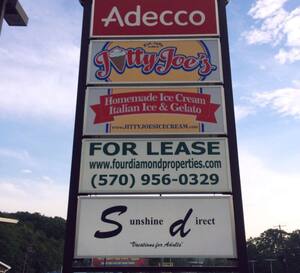 Adecco
Jitty Joe's
Homemade Ice Cream
Italian Ice & Gelato
WWW.JITTYJOESICECREAM.COM
FOR LEASE
www.fourdiamondproperties.com
(570) 956-0329
Sunshine direct
"Vacations for Adults"